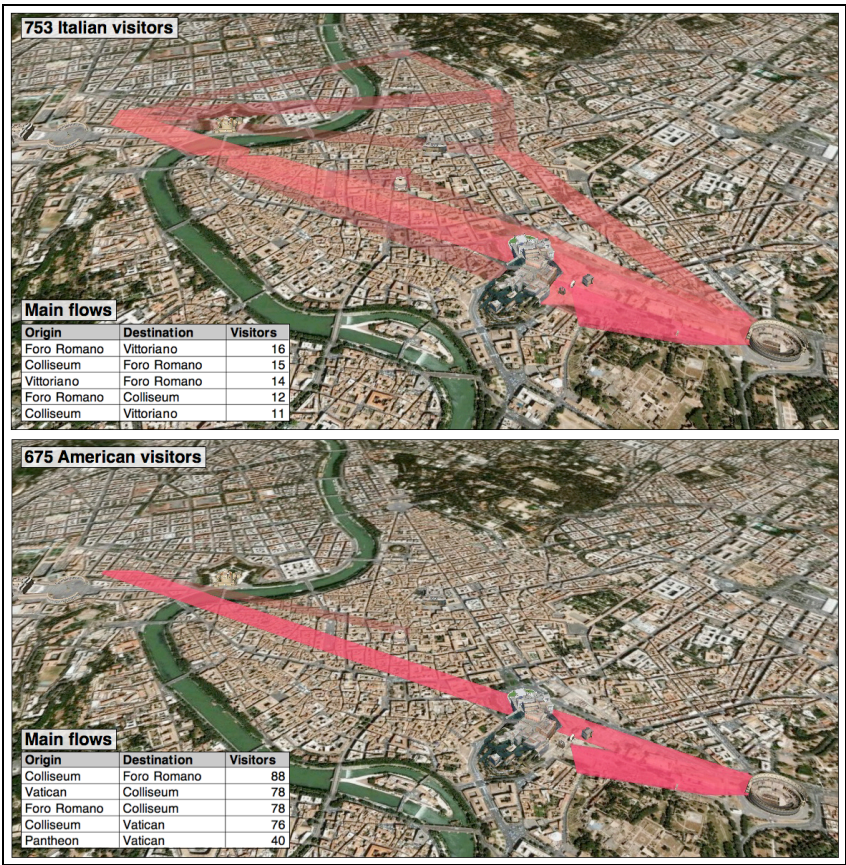 753 Italian visitors
Main flows
Origin Destination Visitors
Foro Romano Vittoriano 16
Colliseum Foro Romano 15
Vittoriano Foro Romano 14
Foro Romano Colliseum 12
Colliseum Vittoriano 11
675 American visitors
Main flows
Origin Destination Visitors
Colliseum Foro Romano 88
Vatican Colliseum 78
Foro Romano Colliseum 78
Colliseum Vatican 76
Pantheon Vatican 40